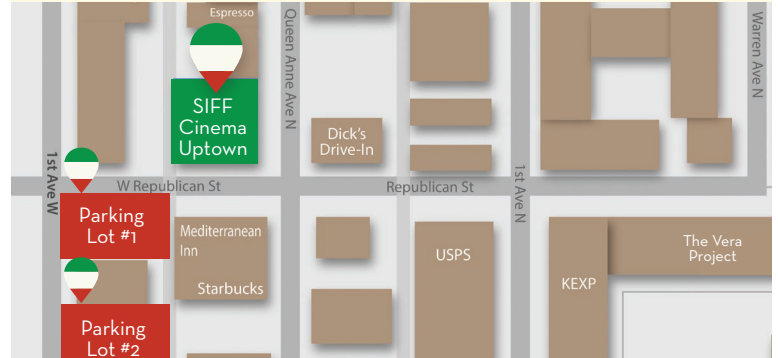 Espresso
Queen Anne Ave N
Warren Ave N
SIFF
Cinema
Uptown
Dick's
Drive-In
1st Ave W
W Republican St
Republican St
1st Ave N
Parking
Lot #1
Mediterranean
Inn
Starbucks
USPS
KEXP
The Vera
Project
Parking
Lot #2